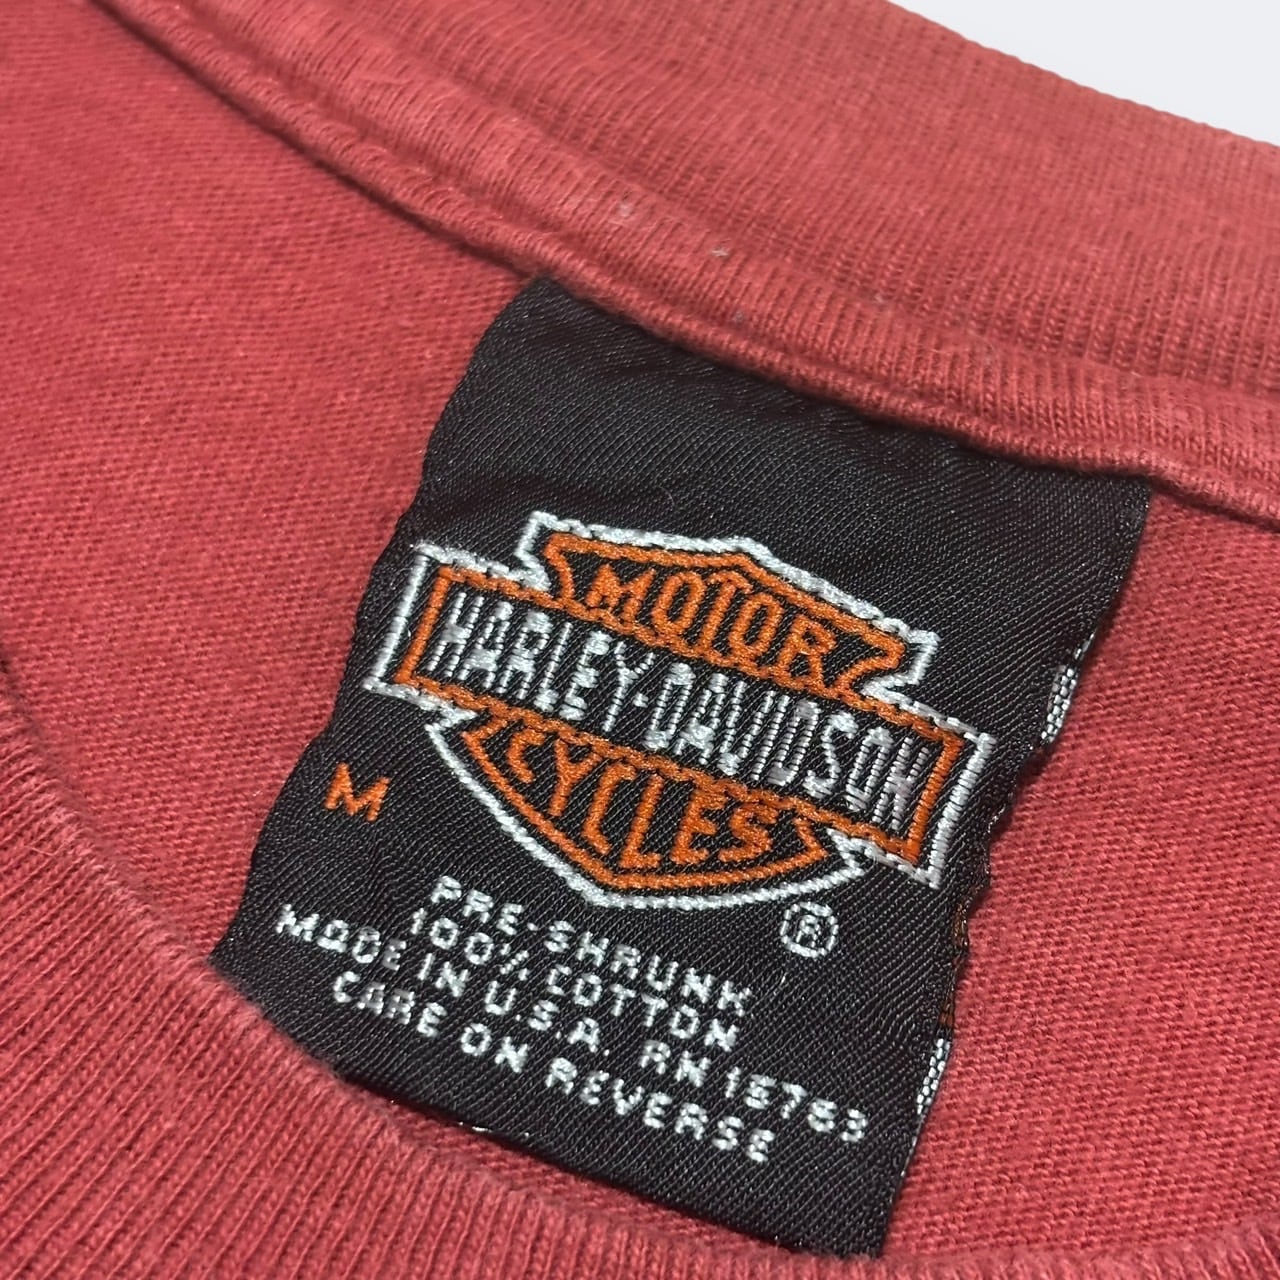 MOTOR
HARLEY-DAVIDSON
CYCLES
®
M
PRE-SHRUNK
100% COTTON
MADE IN U.S.A. RN 15763
CARE ON REVERSE